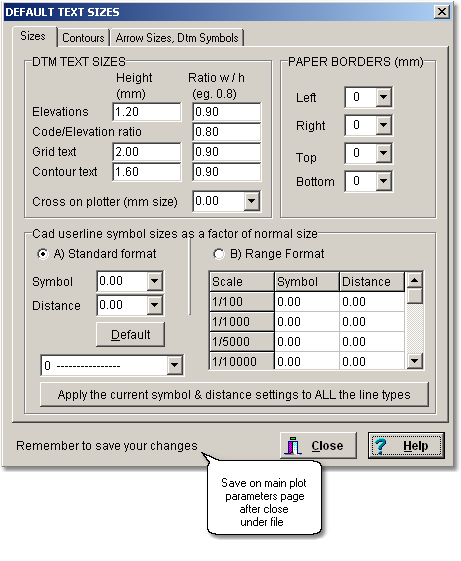 DEFAULT TEXT SIZES
Sizes Contours Arrow Sizes, Dtm Symbols
DTM TEXT SIZES
Height (mm)
Ratio w / h (eg. 0.8)
Elevations 1.20 0.90
Code/Elevation ratio 0.80
Grid text 2.00 0.90
Contour text 1.60 0.90
Cross on plotter (mm size) 0.00
PAPER BORDERS (mm)
Left 0
Right 0
Top 0
Bottom 0
Cad userline symbol sizes as a factor of normal size
A) Standard format
Symbol 0.00
Distance 0.00
Default
0 ----------------
B) Range Format
Scale Symbol Distance
1/100 0.00 0.00
1/1000 0.00 0.00
1/5000 0.00 0.00
1/10000 0.00 0.00
Apply the current symbol & distance settings to ALL the line types
Remember to save your changes
Close
? Help
Save on main plot
parameters page
after close
under file